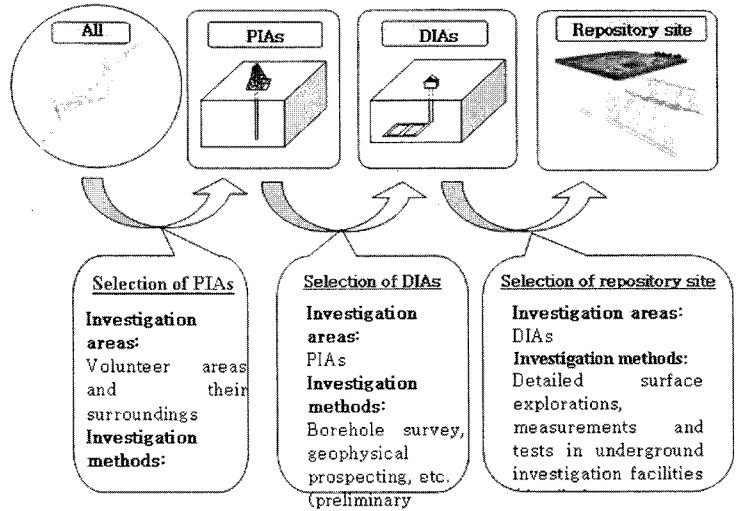 All
PIAs
DIAs
Repository site
Selection of PIAs
Investigation
areas:
Volunteer areas
and their
surroundings
Investigation
methods:
Selection of DIAs
Investigation
areas:
PIAs
Investigation
methods:
Borehole survey,
geophysical
prospecting, etc.
(preliminary
Selection of repository site
Investigation areas:
DIAs
Investigation methods:
Detailed surface
explorations,
measurements and
tests in underground
investigation facilities